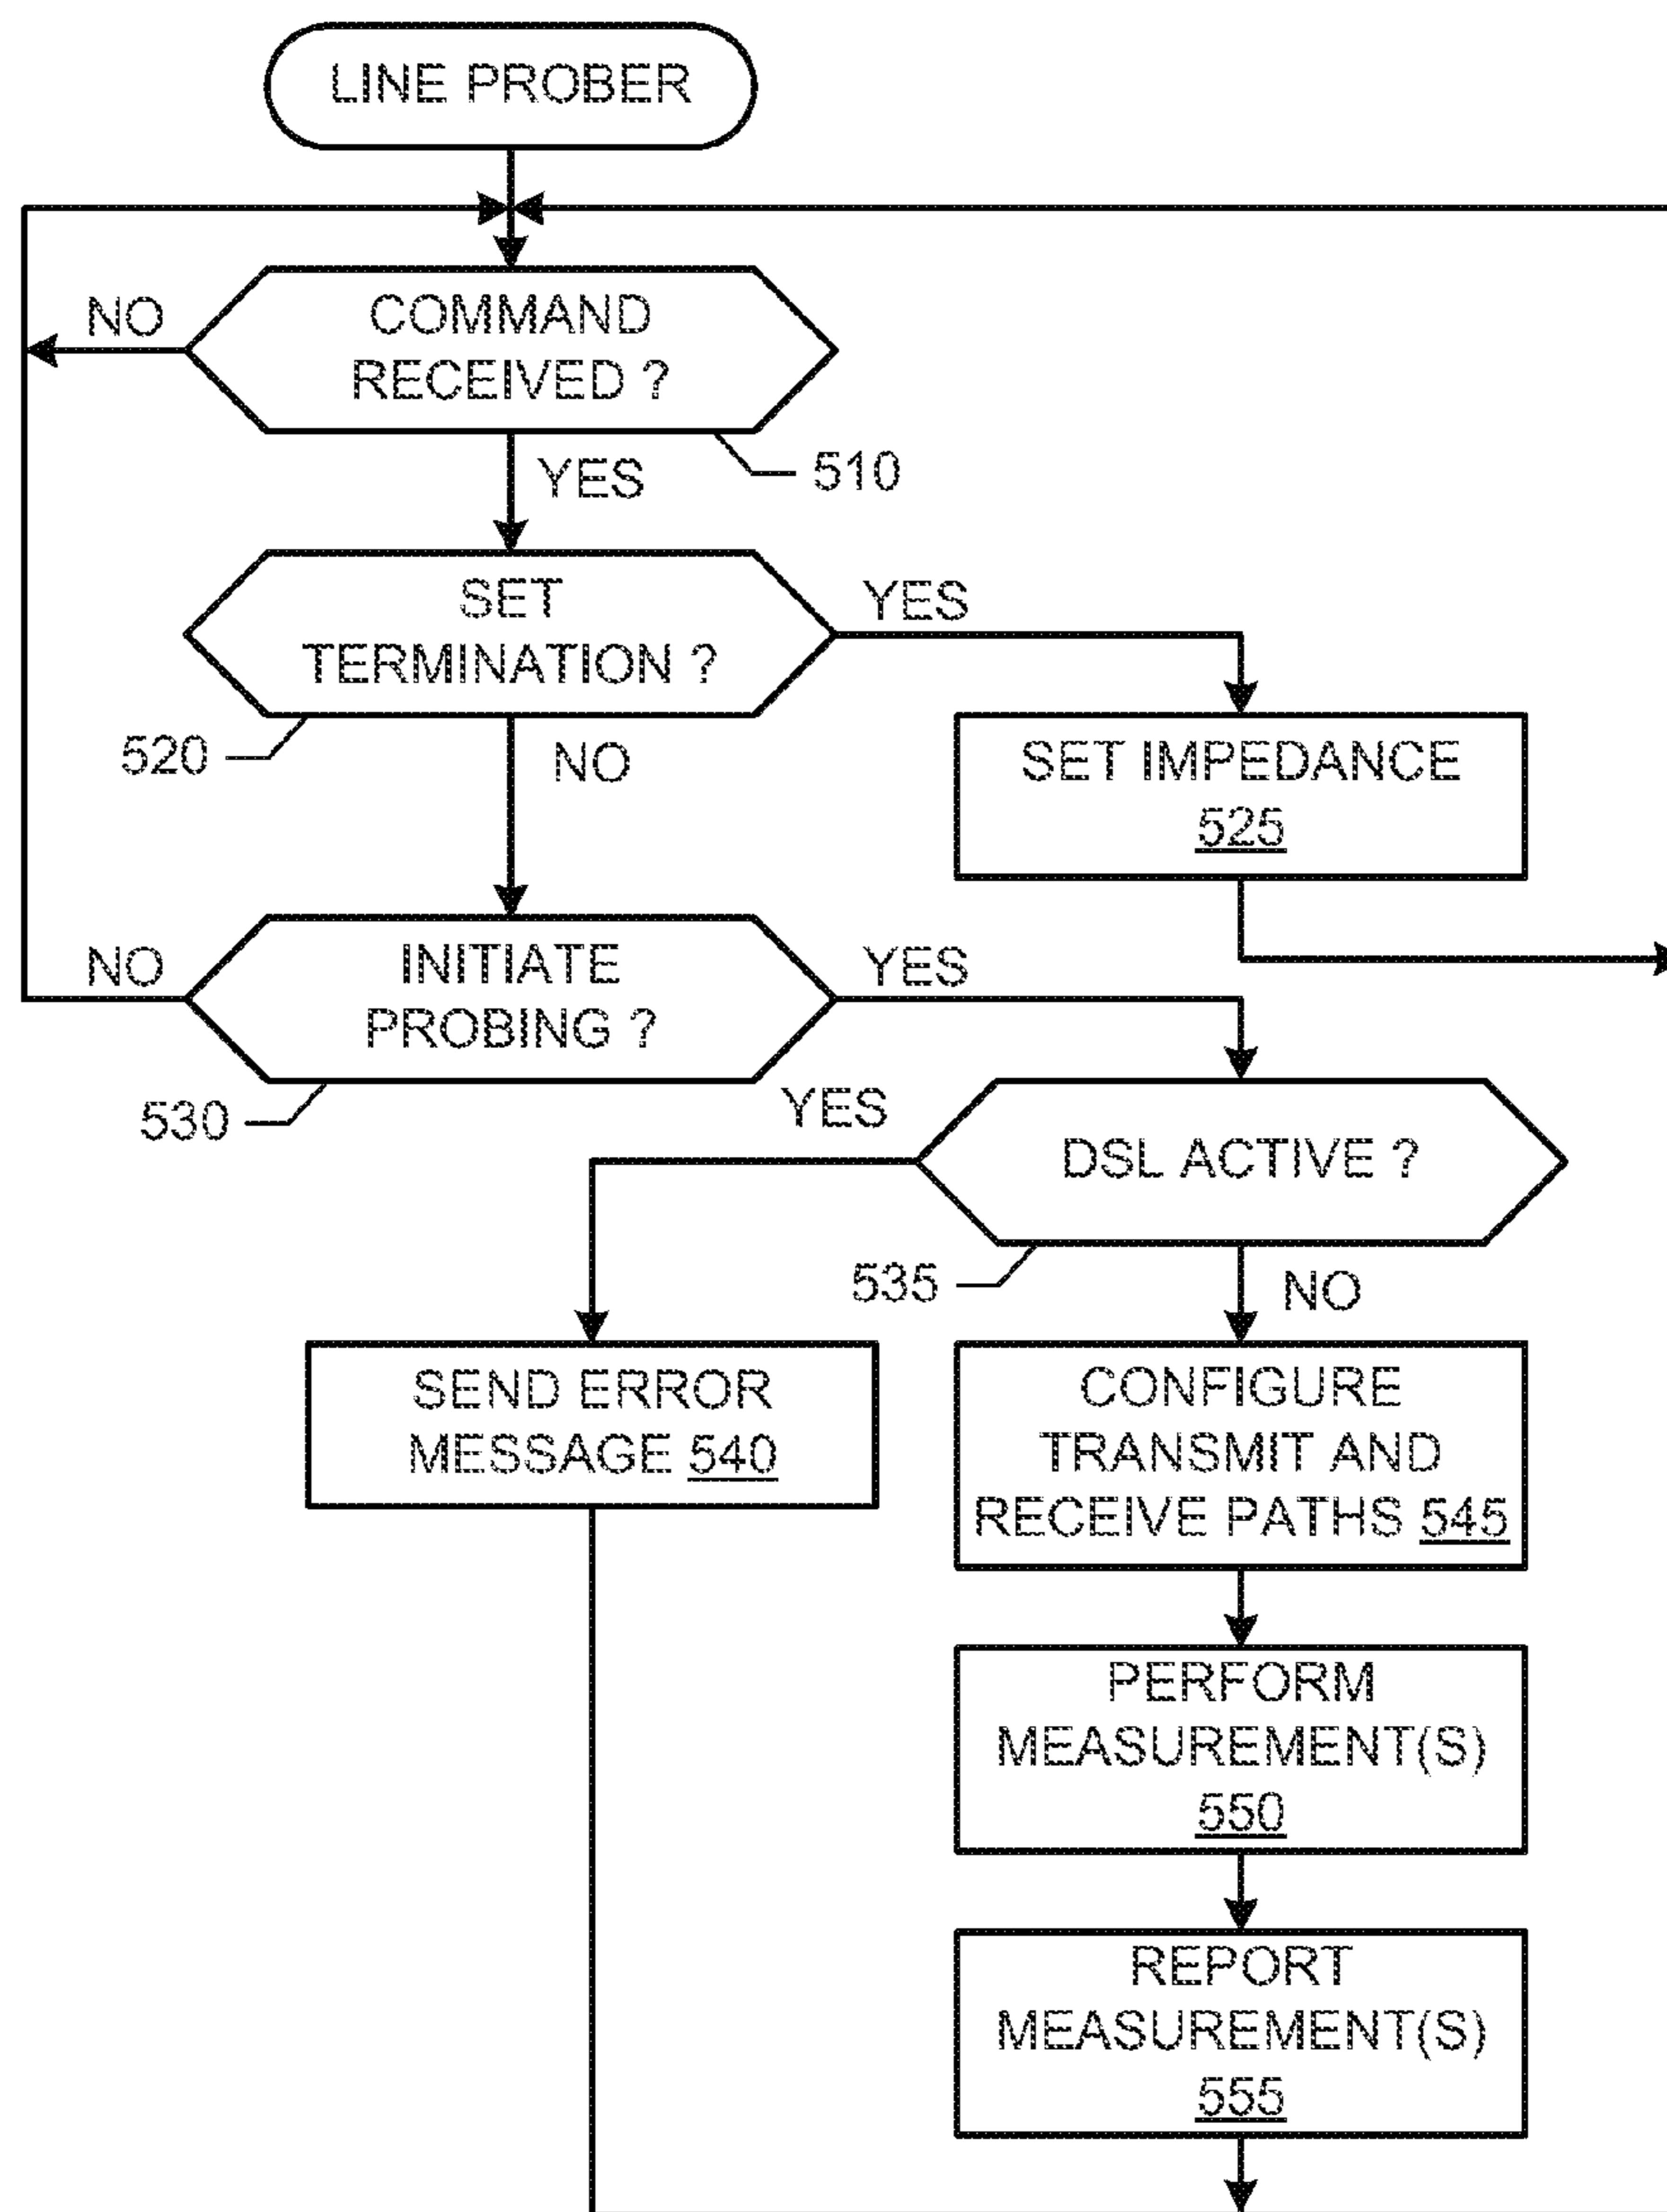 LINE PROBER
NO
COMMAND
RECEIVED ?
510
YES
SET
TERMINATION ?
YES
520
NO
SET IMPEDANCE
525
NO
INITIATE
PROBING ?
YES
530
YES
DSL ACTIVE ?
535
NO
SEND ERROR
MESSAGE 540
CONFIGURE
TRANSMIT AND
RECEIVE PATHS 545
PERFORM
MEASUREMENT(S)
550
REPORT
MEASUREMENT(S)
555